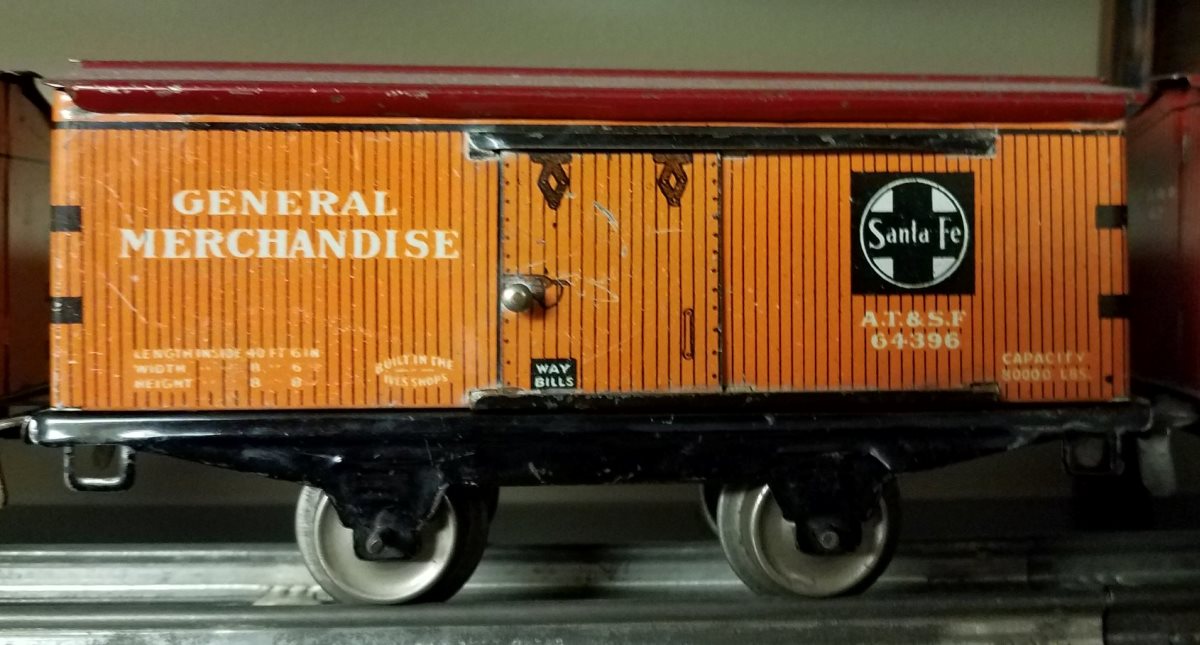 GENERAL
MERCHANDISE
LENGTH INSIDE 40 FT 6 IN
WIDTH 8 6
HEIGHT 8 8
BUILT IN THE
IVES SHOPS
WAY
BILLS
Santa Fe
A.T. & S.F
64396
CAPACITY
80000 LBS.